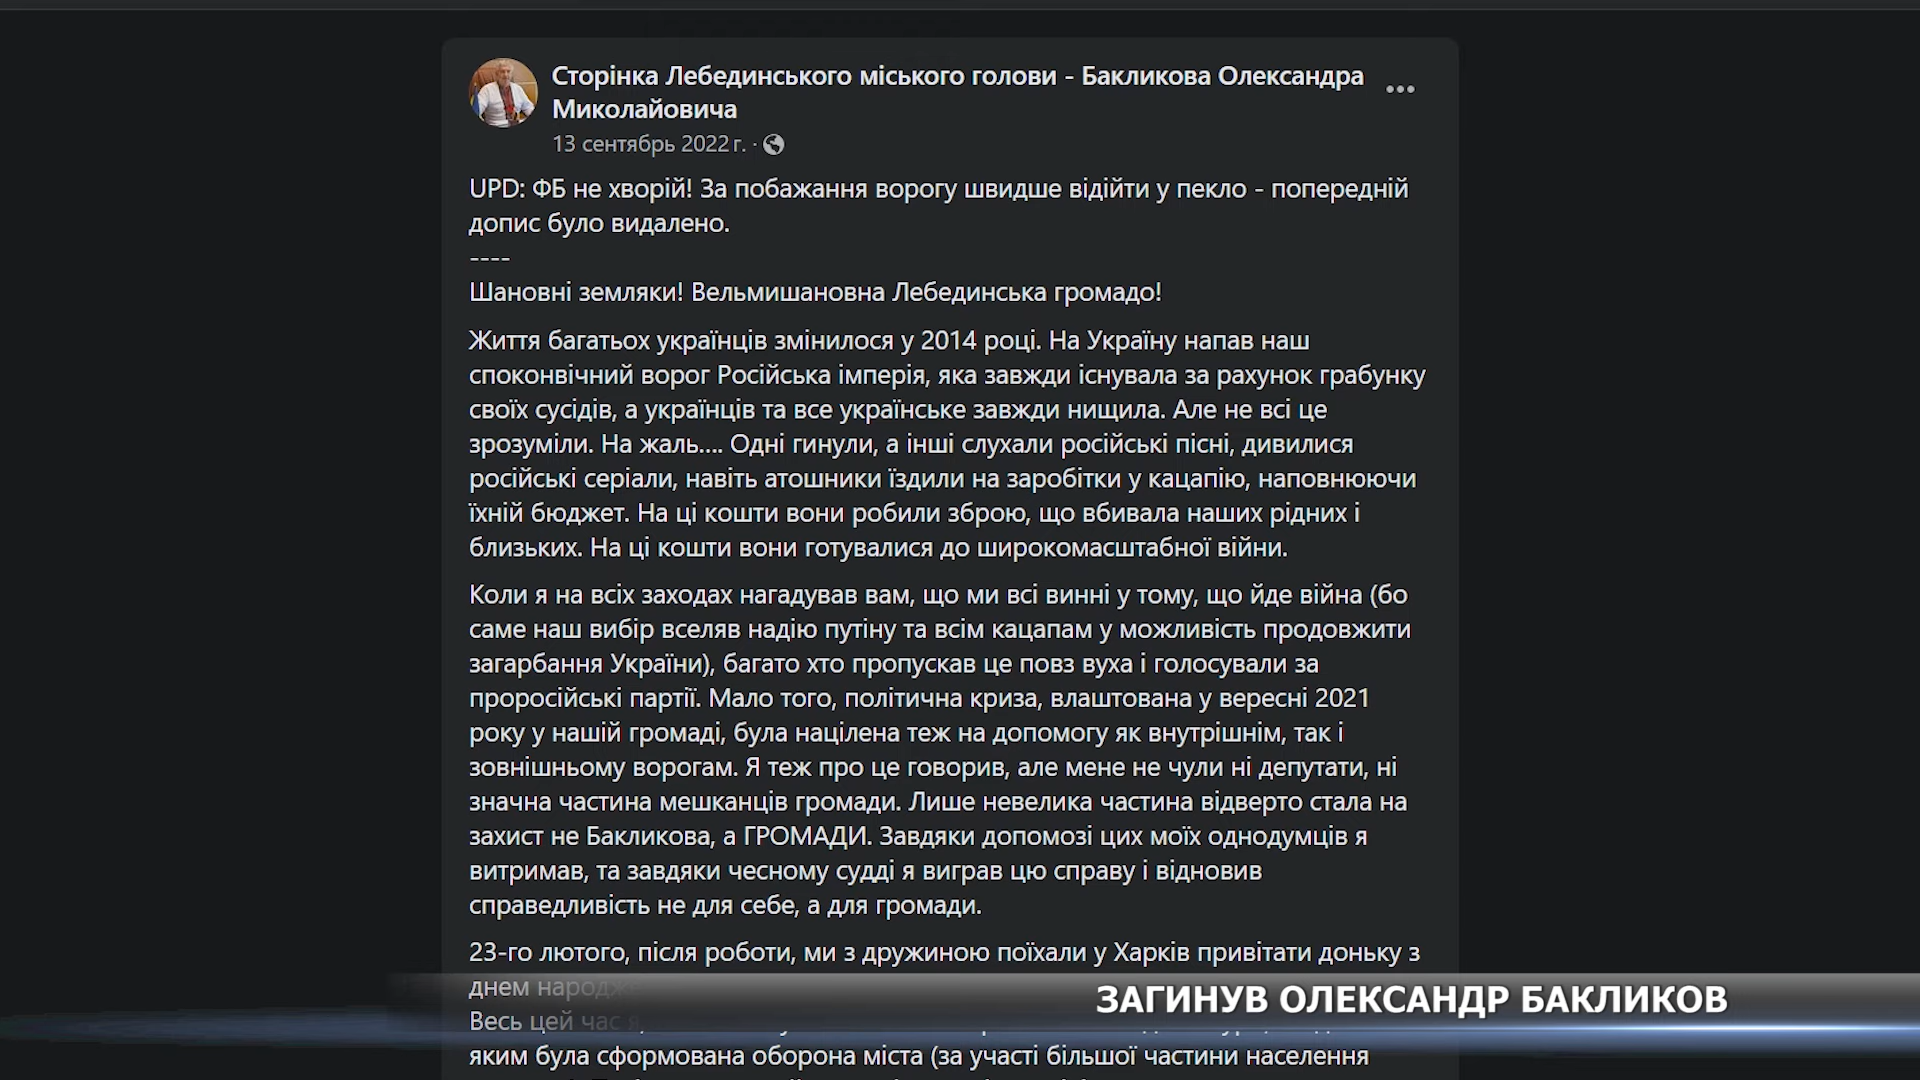 Сторінка Лебединського міського голови - Бакликова Олександра
Миколайовича
13 сентябрь 2022 г. ·
UPD: ФБ не хворій! За побажання ворогу швидше відійти у пекло - попередній
допис було видалено.
----
Шановні земляки! Вельмишановна Лебединська громадо!
Життя багатьох українців змінилося у 2014 році. На Україну напав наш
споконвічний ворог Російська імперія, яка завжди існувала за рахунок грабунку
своїх сусідів, а українців та все українське завжди нищила. Але не всі це
зрозуміли. На жаль.... Одні гинули, а інші слухали російські пісні, дивилися
російські серіали, навіть атошники їздили на заробітки у кацапію, наповнюючи
їхній бюджет. На ці кошти вони робили зброю, що вбивала наших рідних і
близьких. На ці кошти вони готувалися до широкомасштабної війни.
Коли я на всіх заходах нагадував вам, що ми всі винні у тому, що йде війна (бо
саме наш вибір вселяв надію путіну та всім кацапам у можливість продовжити
загарбання України), багато хто пропускав це повз вуха і голосували за
проросійські партії. Мало того, політична криза, влаштована у вересні 2021
року у нашій громаді, була націлена теж на допомогу як внутрішнім, так і
зовнішньому ворогам. Я теж про це говорив, але мене не чули ні депутати, ні
значна частина мешканців громади. Лише невелика частина відверто стала на
захист не Бакликова, а ГРОМАДИ. Завдяки допомозі цих моїх однодумців я
витримав, та завдяки чесному судді я виграв цю справу і відновив
справедливість не для себе, а для громади.
23-го лютого, після роботи, ми з дружиною поїхали у Харків привітати доньку з
днем
ЗАГИНУВ ОЛЕКСАНДР БАКЛИКОВ
Весь цей час я,
яким була сформована оборона міста (за участі більшої частини населення